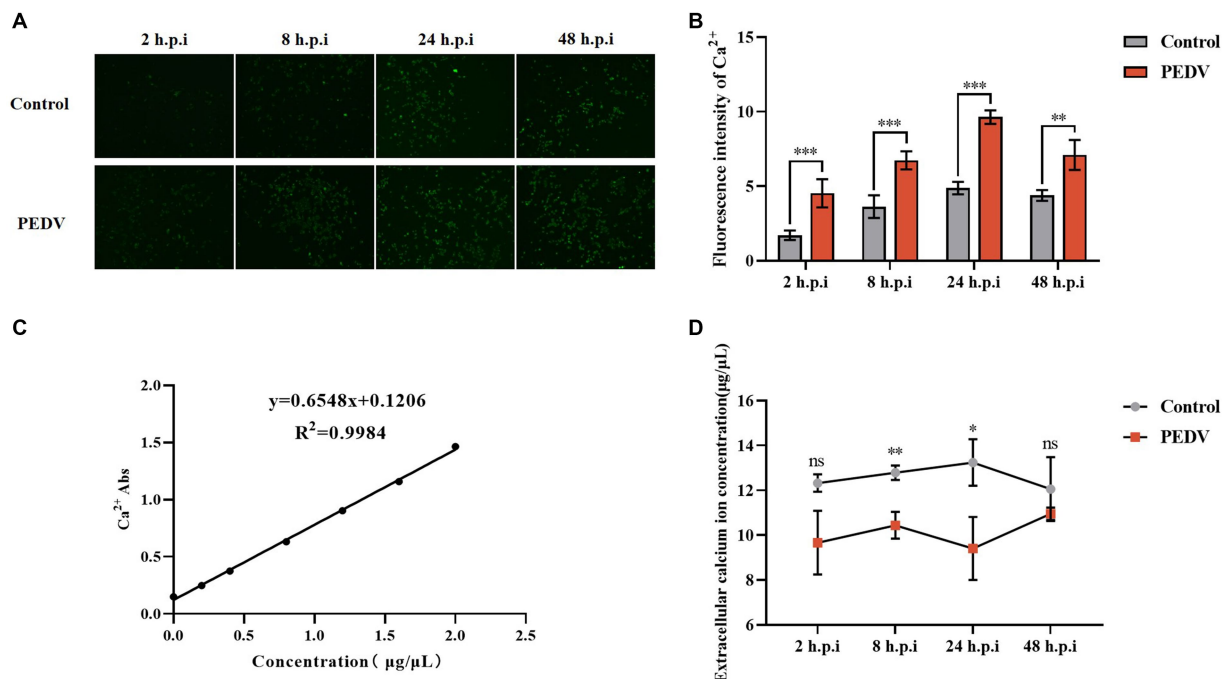 A
2 h.p.i 8 h.p.i 24 h.p.i 48 h.p.i
Control
PEDV
B
Fluorescence intensity of Ca²⁺
15
10
5
0
*** *** *** **
2 h.p.i 8 h.p.i 24 h.p.i 48 h.p.i
Control
PEDV
C
y=0.6548x+0.1206
R²=0.9984
Ca²⁺ Abs
2.0
1.5
1.0
0.5
0.0
0.0 0.5 1.0 1.5 2.0 2.5
Concentration( μg/μL)
D
Extracellular calcium ion concentration(μg/μL)
16
14
12
10
8
6
ns ** * ns
2 h.p.i 8 h.p.i 24 h.p.i 48 h.p.i
Control
PEDV